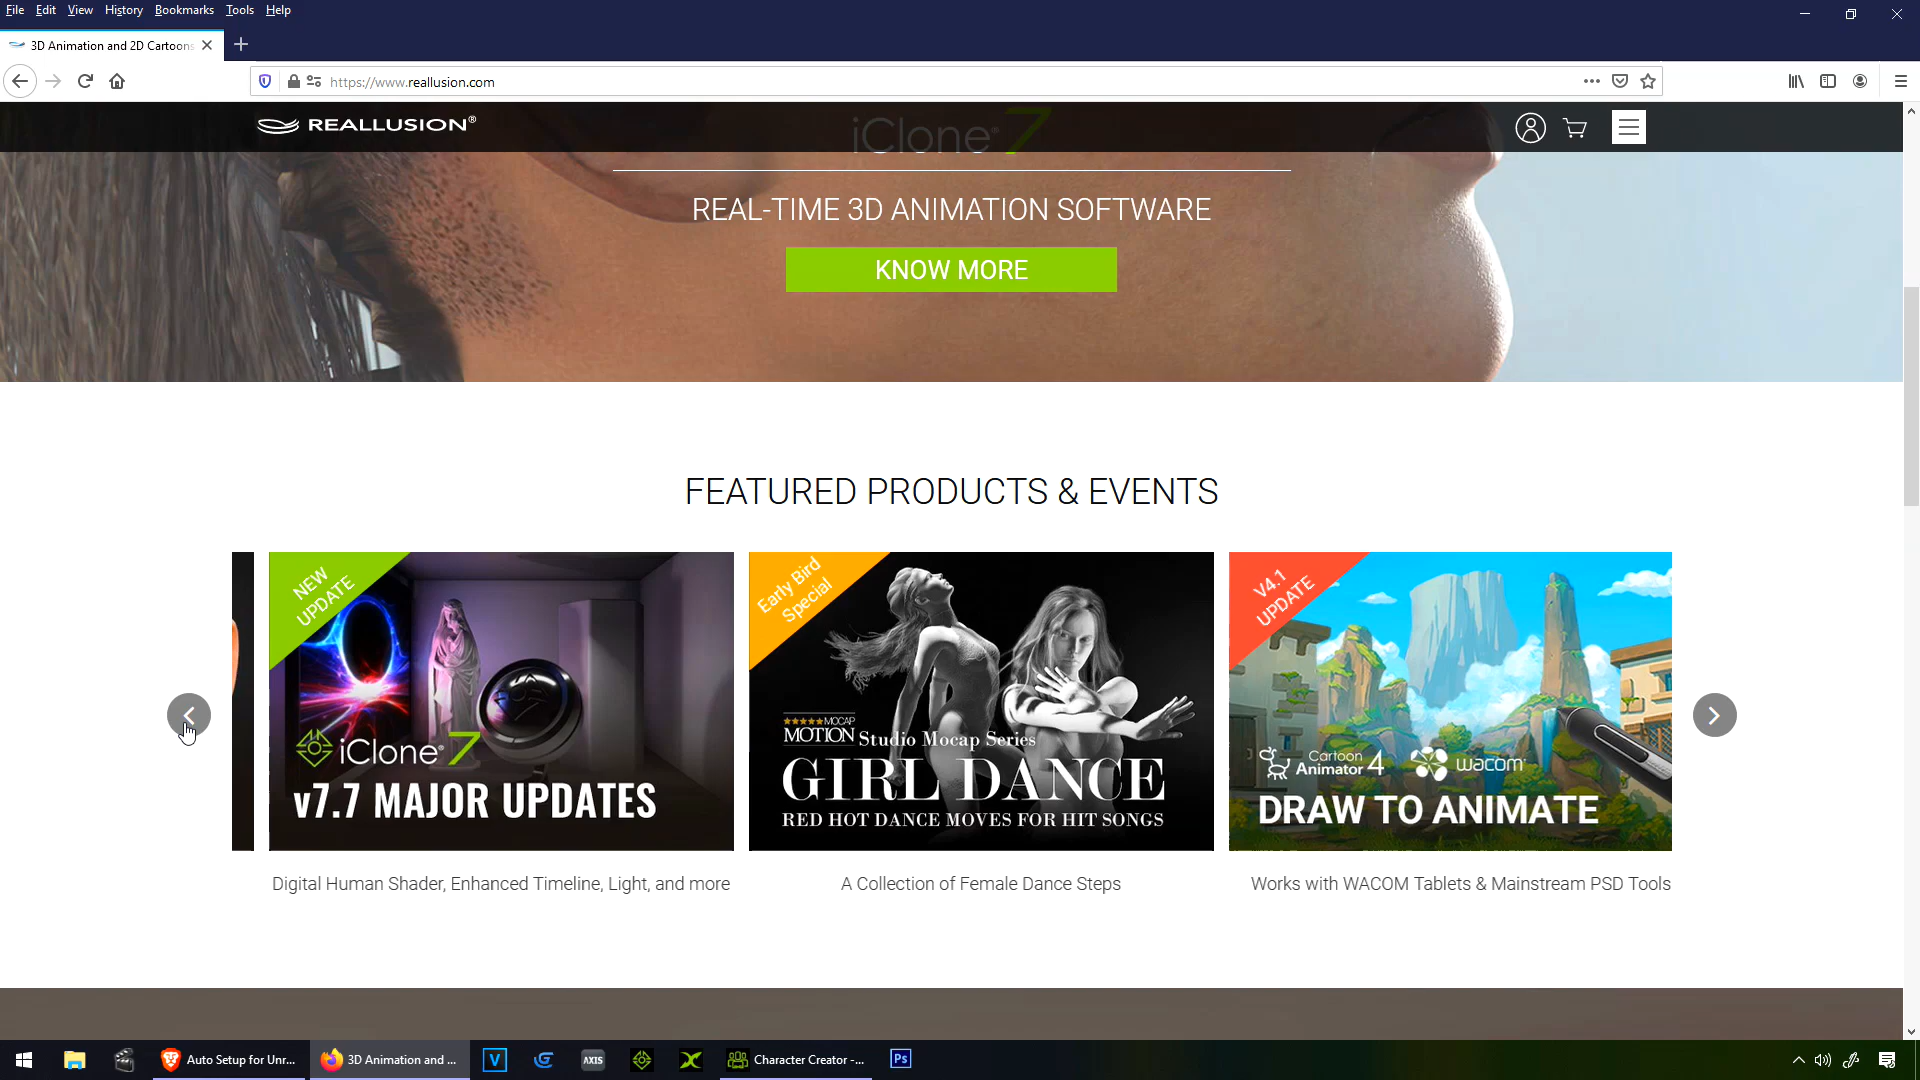 File Edit View History Bookmarks Tools Help
3D Animation and 2D Cartoons
https://www.reallusion.com
REALLUSION®
iClone® 7
REAL-TIME 3D ANIMATION SOFTWARE
KNOW MORE
FEATURED PRODUCTS & EVENTS
NEW
UPDATE
iClone® 7
v7.7 MAJOR UPDATES
Digital Human Shader, Enhanced Timeline, Light, and more
Early Bird
Special
★★★★★MOCAP
MOTION Studio Mocap Series
GIRL DANCE
RED HOT DANCE MOVES FOR HIT SONGS
A Collection of Female Dance Steps
V4.1
UPDATE
Cartoon
Animator 4 wacom
DRAW TO ANIMATE
Works with WACOM Tablets & Mainstream PSD Tools
Auto Setup for Unr... 3D Animation and ... V AXIS Character Creator -... Ps